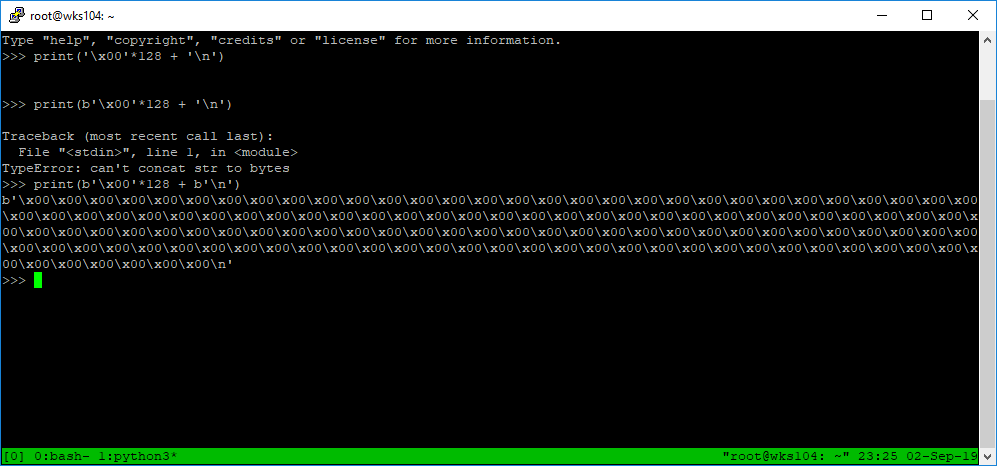 root@wks104: ~
Type "help", "copyright", "credits" or "license" for more information.
>>> print('\x00'*128 + '\n')
>>> print(b'\x00'*128 + '\n')
Traceback (most recent call last):
  File "<stdin>", line 1, in <module>
TypeError: can't concat str to bytes
>>> print(b'\x00'*128 + b'\n')
b'\x00\x00\x00\x00\x00\x00\x00\x00\x00\x00\x00\x00\x00\x00\x00\x00\x00\x00\x00\x00\x00\x00\x00\x00\x00\x00\x00\x00\x00\x00
\x00\x00\x00\x00\x00\x00\x00\x00\x00\x00\x00\x00\x00\x00\x00\x00\x00\x00\x00\x00\x00\x00\x00\x00\x00\x00\x00\x00\x00\x00\x
00\x00\x00\x00\x00\x00\x00\x00\x00\x00\x00\x00\x00\x00\x00\x00\x00\x00\x00\x00\x00\x00\x00\x00\x00\x00\x00\x00\x00\x00\x00
\x00\x00\x00\x00\x00\x00\x00\x00\x00\x00\x00\x00\x00\x00\x00\x00\x00\x00\x00\x00\x00\x00\x00\x00\x00\x00\x00\x00\x00\x00\x
00\x00\x00\x00\x00\x00\x00\n'
>>>
[0] 0:bash- 1:python3* "root@wks104: ~" 23:25 02-Sep-19